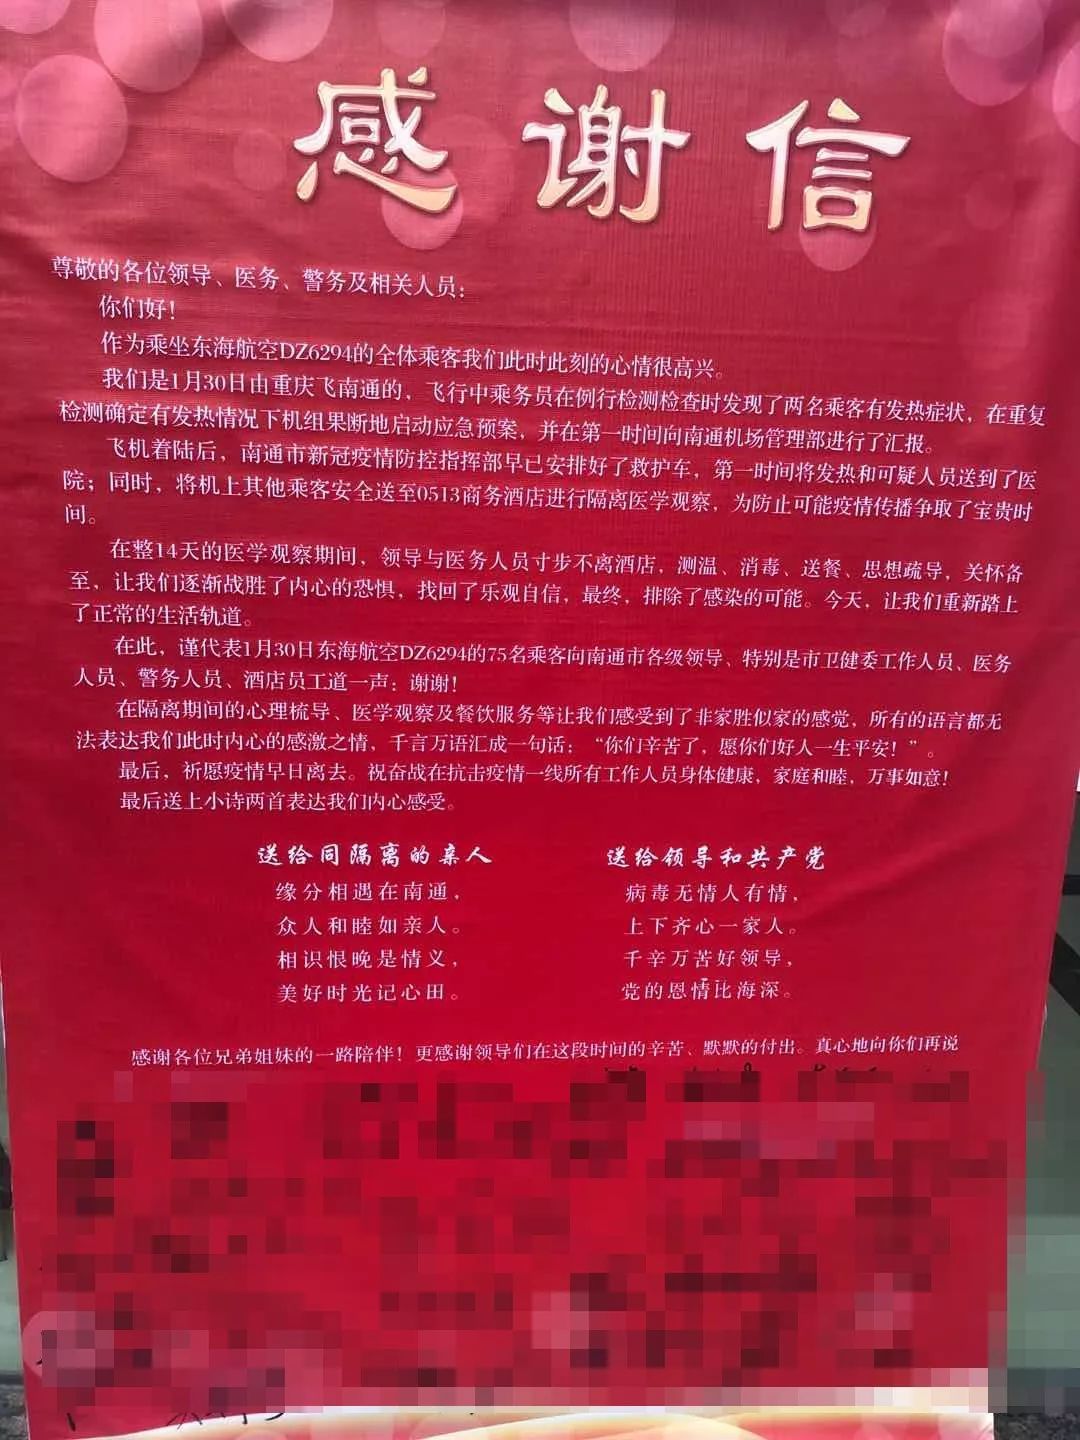 感谢信
尊敬的各位领导、医务、警务及相关人员：
你们好！
作为乘坐东海航空DZ6294的全体乘客我们此时此刻的心情很高兴。
我们是1月30日由重庆飞南通的，飞行中乘务员在例行检测检查时发现了两名乘客有发热症状，在重复
检测确定有发热情况下机组果断地启动应急预案，并在第一时间向南通机场管理部进行了汇报。
飞机着陆后，南通市新冠疫情防控指挥部早已安排好了救护车，第一时间将发热和可疑人员送到了医
院；同时，将机上其他乘客安全送至0513商务酒店进行隔离医学观察，为防止可能疫情传播争取了宝贵时
间。
在整14天的医学观察期间，领导与医务人员寸步不离酒店，测温、消毒、送餐、思想疏导，关怀备
至，让我们逐渐战胜了内心的恐惧，找回了乐观自信，最终，排除了感染的可能。今天，让我们重新踏上
了正常的生活轨道。
在此，谨代表1月30日东海航空DZ6294的75名乘客向南通市各级领导、特别是市卫健委工作人员、医务
人员、警务人员、酒店员工道一声：谢谢！
在隔离期间的心理梳导、医学观察及餐饮服务等让我们感受到了非家胜似家的感觉，所有的语言都无
法表达我们此时内心的感激之情，千言万语汇成一句话：“你们辛苦了，愿你们好人一生平安！”。
最后，祈愿疫情早日离去。祝奋战在抗击疫情一线所有工作人员身体健康，家庭和睦，万事如意！
最后送上小诗两首表达我们内心感受。
送给同隔离的亲人
缘分相遇在南通，
众人和睦如亲人。
相识恨晚是情义，
美好时光记心田。
送给领导和共产党
病毒无情人有情，
上下齐心一家人。
千辛万苦好领导，
党的恩情比海深。
感谢各位兄弟姐妹的一路陪伴！更感谢领导们在这段时间的辛苦、默默的付出。真心地向你们再说